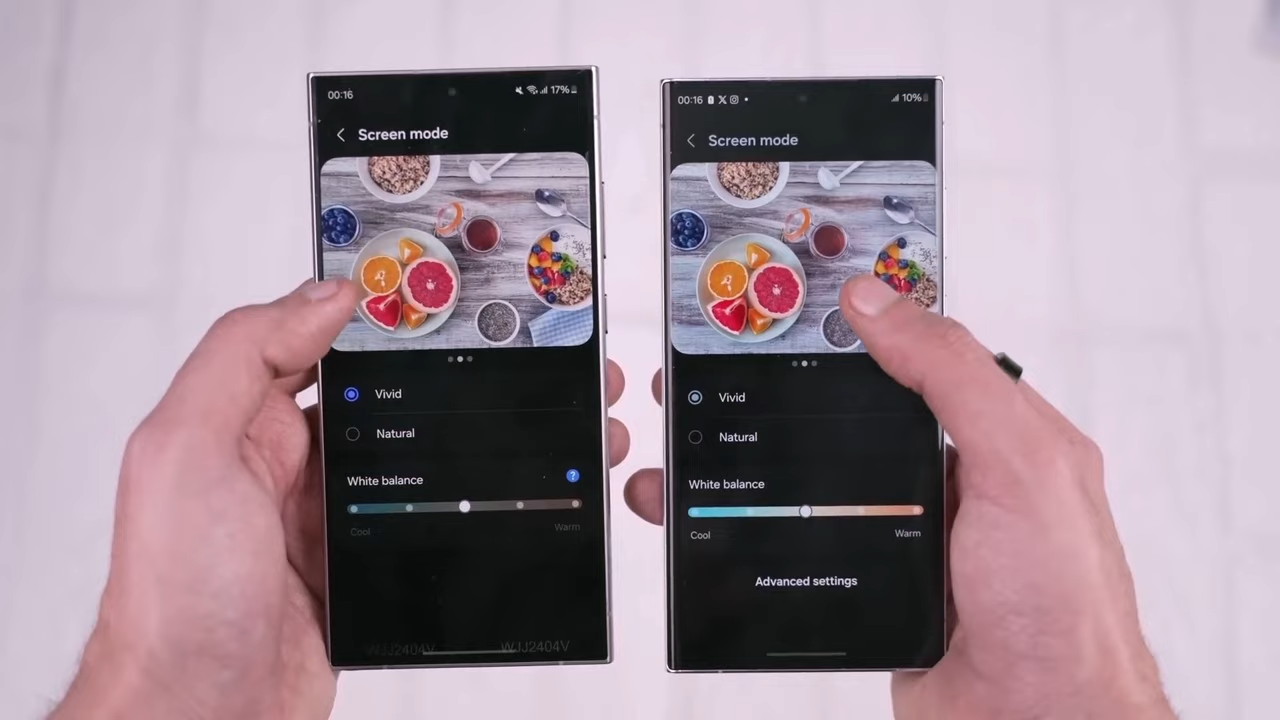 00:16 17%
Screen mode
Vivid
Natural
White balance ?
Cool Warm
WJJ2404V WJJ2404V
00:16 10%
Screen mode
Vivid
Natural
White balance
Cool Warm
Advanced settings